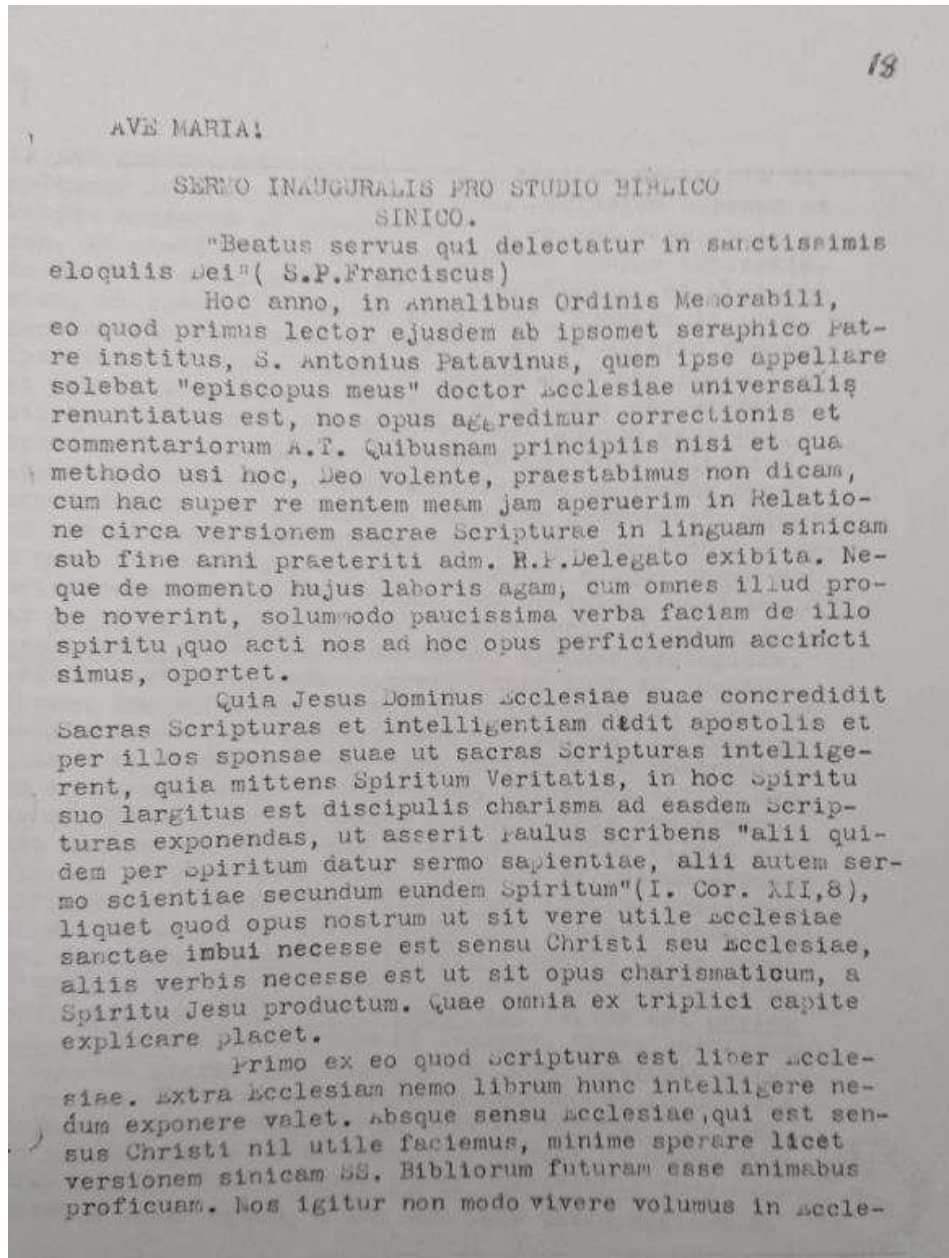 18
AVE MARIA!
SERMO INAUGURALIS PRO STUDIO BIBLICO
SINICO.
"Beatus servus qui delectatur in sanctissimis
eloquiis Dei"( S.P.Franciscus)
Hoc anno, in Annalibus Ordinis Memorabili,
eo quod primus lector ejusdem ab ipsomet seraphico Pat-
re institus, S. Antonius Patavinus, quem ipse appellare
solebat "episcopus meus" doctor Ecclesiae universalis
renuntiatus est, nos opus aggredimur correctionis et
commentariorum A.T. Quibusnam principiis nisi et qua
methodo usi hoc, Deo volente, praestabimus non dicam,
cum hac super re mentem meam jam aperuerim in Relatio-
ne circa versionem sacrae Scripturae in linguam sinicam
sub fine anni praeteriti adm. R.P.Delegato exibita. Ne-
que de momento hujus laboris agam, cum omnes illud pro-
be noverint, solummodo paucissima verba faciam de illo
spiritu,quo acti nos ad hoc opus perficiendum accincti
simus, oportet.
Quia Jesus Dominus Ecclesiae suae concredidit
Sacras Scripturas et intelligentiam dedit apostolis et
per illos sponsae suae ut sacras Scripturas intellige-
rent, quia mittens Spiritum Veritatis, in hoc Spiritu
suo largitus est discipulis charisma ad easdem Scrip-
turas exponendas, ut asserit Paulus scribens "alii qui-
dem per Spiritum datur sermo sapientiae, alii autem ser-
mo scientiae secundum eundem Spiritum"(I. Cor. XII,8),
liquet quod opus nostrum ut sit vere utile Ecclesiae
sanctae imbui necesse est sensu Christi seu Ecclesiae,
aliis verbis necesse est ut sit opus charismaticum, a
Spiritu Jesu productum. Quae omnia ex triplici capite
explicare placet.
Primo ex eo quod Scriptura est liber Eccle-
siae. Extra Ecclesiam nemo librum hunc intelligere ne-
dum exponere valet. Absque sensu Ecclesiae,qui est sen-
sus Christi nil utile faciemus, minime sperare licet
versionem sinicam SS. Bibliorum futuram esse animabus
proficuam. Nos igitur non modo vivere volumus in Eccle-